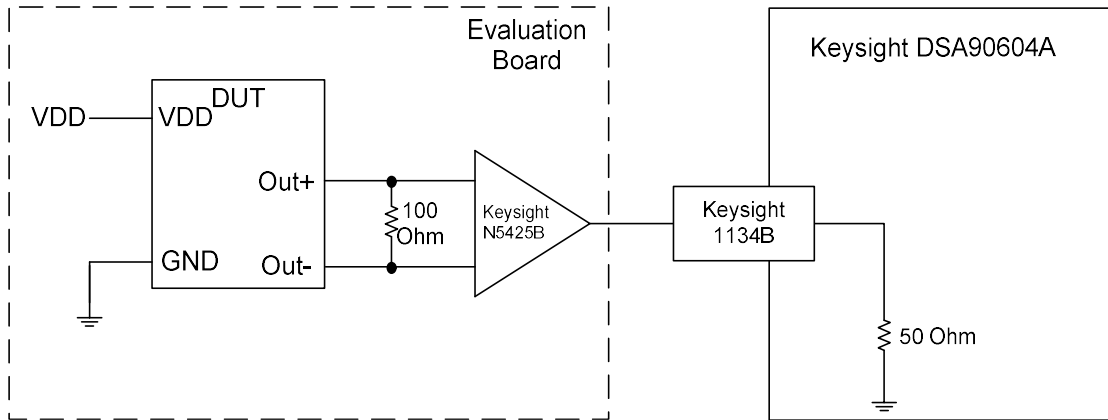 Evaluation
Board
Keysight DSA90604A
DUT
VDD
VDD
Out+
100
Ohm
Keysight
N5425B
Keysight
1134B
GND
Out-
50 Ohm